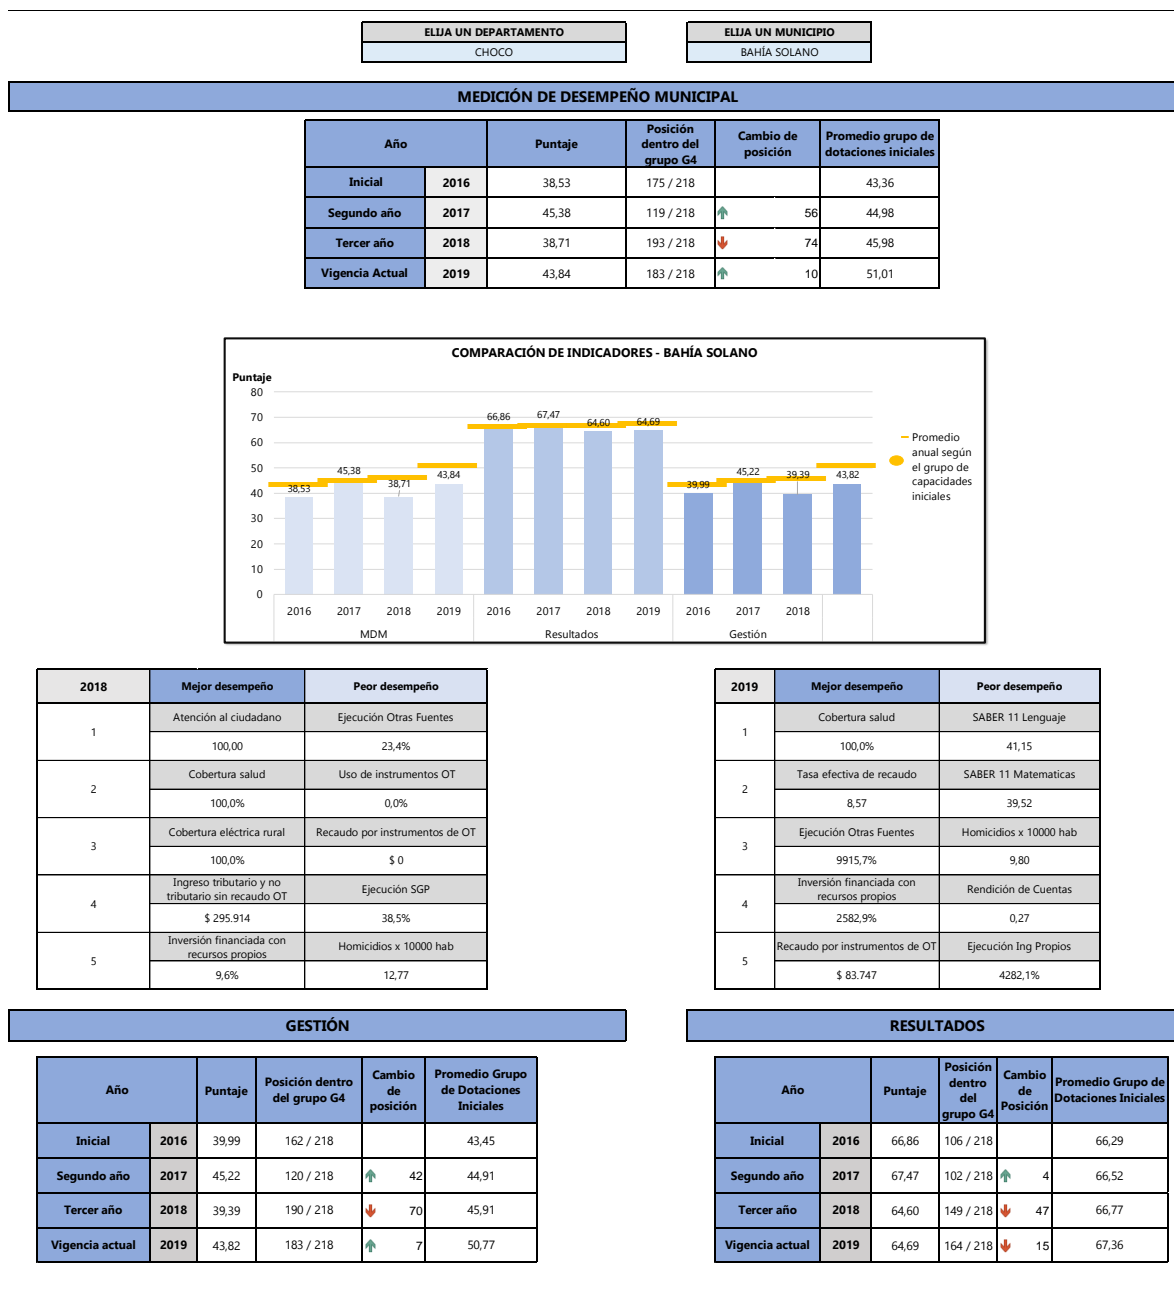 ELIJA UN DEPARTAMENTO
CHOCO
ELIJA UN MUNICIPIO
BAHÍA SOLANO
MEDICIÓN DE DESEMPEÑO MUNICIPAL
Año
Puntaje
Posición
dentro del
grupo G4
Cambio de
posición
Promedio grupo de
dotaciones iniciales
Inicial 2016 38,53 175 / 218 43,36
Segundo año 2017 45,38 119 / 218 56 44,98
Tercer año 2018 38,71 193 / 218 74 45,98
Vigencia Actual 2019 43,84 183 / 218 10 51,01
COMPARACIÓN DE INDICADORES - BAHÍA SOLANO
Puntaje
80
70
60
50
40
30
20
10
0
38,53 45,38 38,71 43,84 66,86 67,47 64,60 64,69 39,99 45,22 39,39 43,82
2016 2017 2018 2019 2016 2017 2018 2019 2016 2017 2018
MDM Resultados Gestión
Promedio
anual según
el grupo de
capacidades
iniciales
2018 Mejor desempeño Peor desempeño
1
Atención al ciudadano Ejecución Otras Fuentes
100,00 23,4%
2
Cobertura salud Uso de instrumentos OT
100,0% 0,0%
3
Cobertura eléctrica rural Recaudo por instrumentos de OT
100,0% $ 0
4
Ingreso tributario y no
tributario sin recaudo OT
Ejecución SGP
$ 295.914 38,5%
5
Inversión financiada con
recursos propios
Homicidios x 10000 hab
9,6% 12,77
2019 Mejor desempeño Peor desempeño
1
Cobertura salud SABER 11 Lenguaje
100,0% 41,15
2
Tasa efectiva de recaudo SABER 11 Matematicas
8,57 39,52
3
Ejecución Otras Fuentes Homicidios x 10000 hab
9915,7% 9,80
4
Inversión financiada con
recursos propios
Rendición de Cuentas
2582,9% 0,27
5
Recaudo por instrumentos de OT Ejecución Ing Propios
$ 83.747 4282,1%
GESTIÓN
Año
Puntaje
Posición dentro
del grupo G4
Cambio
de
posición
Promedio Grupo
de Dotaciones
Iniciales
Inicial 2016 39,99 162 / 218 43,45
Segundo año 2017 45,22 120 / 218 42 44,91
Tercer año 2018 39,39 190 / 218 70 45,91
Vigencia actual 2019 43,82 183 / 218 7 50,77
RESULTADOS
Año
Puntaje
Posición
dentro
del
grupo G4
Cambio
de
Posición
Promedio Grupo de
Dotaciones Iniciales
Inicial 2016 66,86 106 / 218 66,29
Segundo año 2017 67,47 102 / 218 4 66,52
Tercer año 2018 64,60 149 / 218 47 66,77
Vigencia actual 2019 64,69 164 / 218 15 67,36